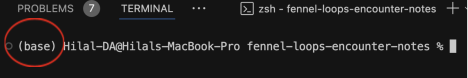 PROBLEMS 7 TERMINAL ··· zsh - fennel-loops-encounter-notes +
(base) Hilal-DA@Hilals-MacBook-Pro fennel-loops-encounter-notes %